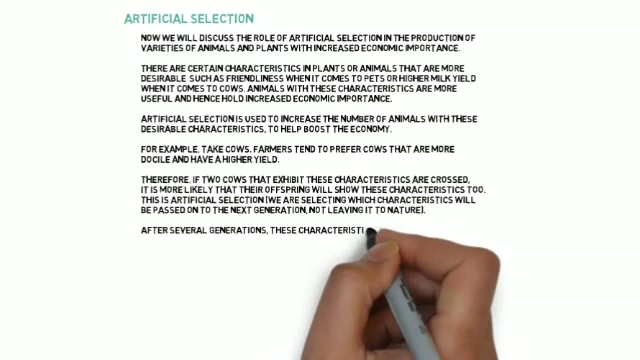 ARTIFICIAL SELECTION
NOW WE WILL DISCUSS THE ROLE OF ARTIFICIAL SELECTION IN THE PRODUCTION OF
VARIETIES OF ANIMALS AND PLANTS WITH INCREASED ECONOMIC IMPORTANCE.
THERE ARE CERTAIN CHARACTERISTICS IN PLANTS OR ANIMALS THAT ARE MORE
DESIRABLE SUCH AS FRIENDLINESS WHEN IT COMES TO PETS OR HIGHER MILK YIELD
WHEN IT COMES TO COWS. ANIMALS WITH THESE CHARACTERISTICS ARE MORE
USEFUL AND HENCE HOLD INCREASED ECONOMIC IMPORTANCE.
ARTIFICIAL SELECTION IS USED TO INCREASE THE NUMBER OF ANIMALS WITH THESE
DESIRABLE CHARACTERISTICS, TO HELP BOOST THE ECONOMY.
FOR EXAMPLE, TAKE COWS. FARMERS TEND TO PREFER COWS THAT ARE MORE
DOCILE AND HAVE A HIGHER YIELD.
THEREFORE, IF TWO COWS THAT EXHIBIT THESE CHARACTERISTICS ARE CROSSED,
IT IS MORE LIKELY THAT THEIR OFFSPRING WILL SHOW THESE CHARACTERISTICS TOO.
THIS IS ARTIFICIAL SELECTION (WE ARE SELECTING WHICH CHARACTERISTICS WILL
BE PASSED ON TO THE NEXT GENERATION, NOT LEAVING IT TO NATURE).
AFTER SEVERAL GENERATIONS, THESE CHARACTERISTI